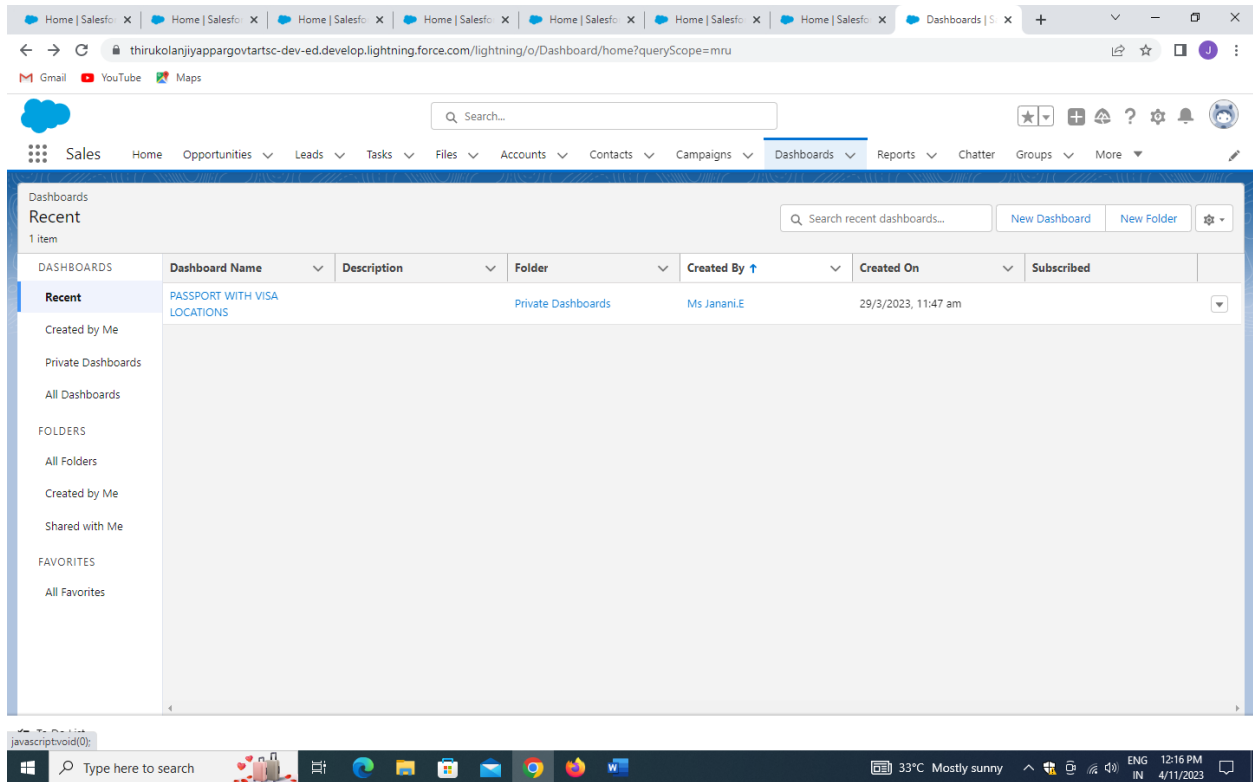 Home | Salesfo Home | Salesfo Home | Salesfo Home | Salesfo Home | Salesfo Home | Salesfo Home | Salesfo Dashboards | S
thirukolanjiyappargovtartsc-dev-ed.develop.lightning.force.com/lightning/o/Dashboard/home?queryScope=mru J
Gmail YouTube Maps
Search...
Sales Home Opportunities Leads Tasks Files Accounts Contacts Campaigns Dashboards Reports Chatter Groups More
Dashboards
Recent
1 item
Search recent dashboards... New Dashboard New Folder
DASHBOARDS Dashboard Name Description Folder Created By Created On Subscribed
Recent PASSPORT WITH VISA
LOCATIONS Private Dashboards Ms Janani.E 29/3/2023, 11:47 am
Created by Me
Private Dashboards
All Dashboards
FOLDERS
All Folders
Created by Me
Shared with Me
FAVORITES
All Favorites
To Do List
javascript:void(0);
Type here to search 33°C Mostly sunny ENG 12:16 PM
IN 4/11/2023